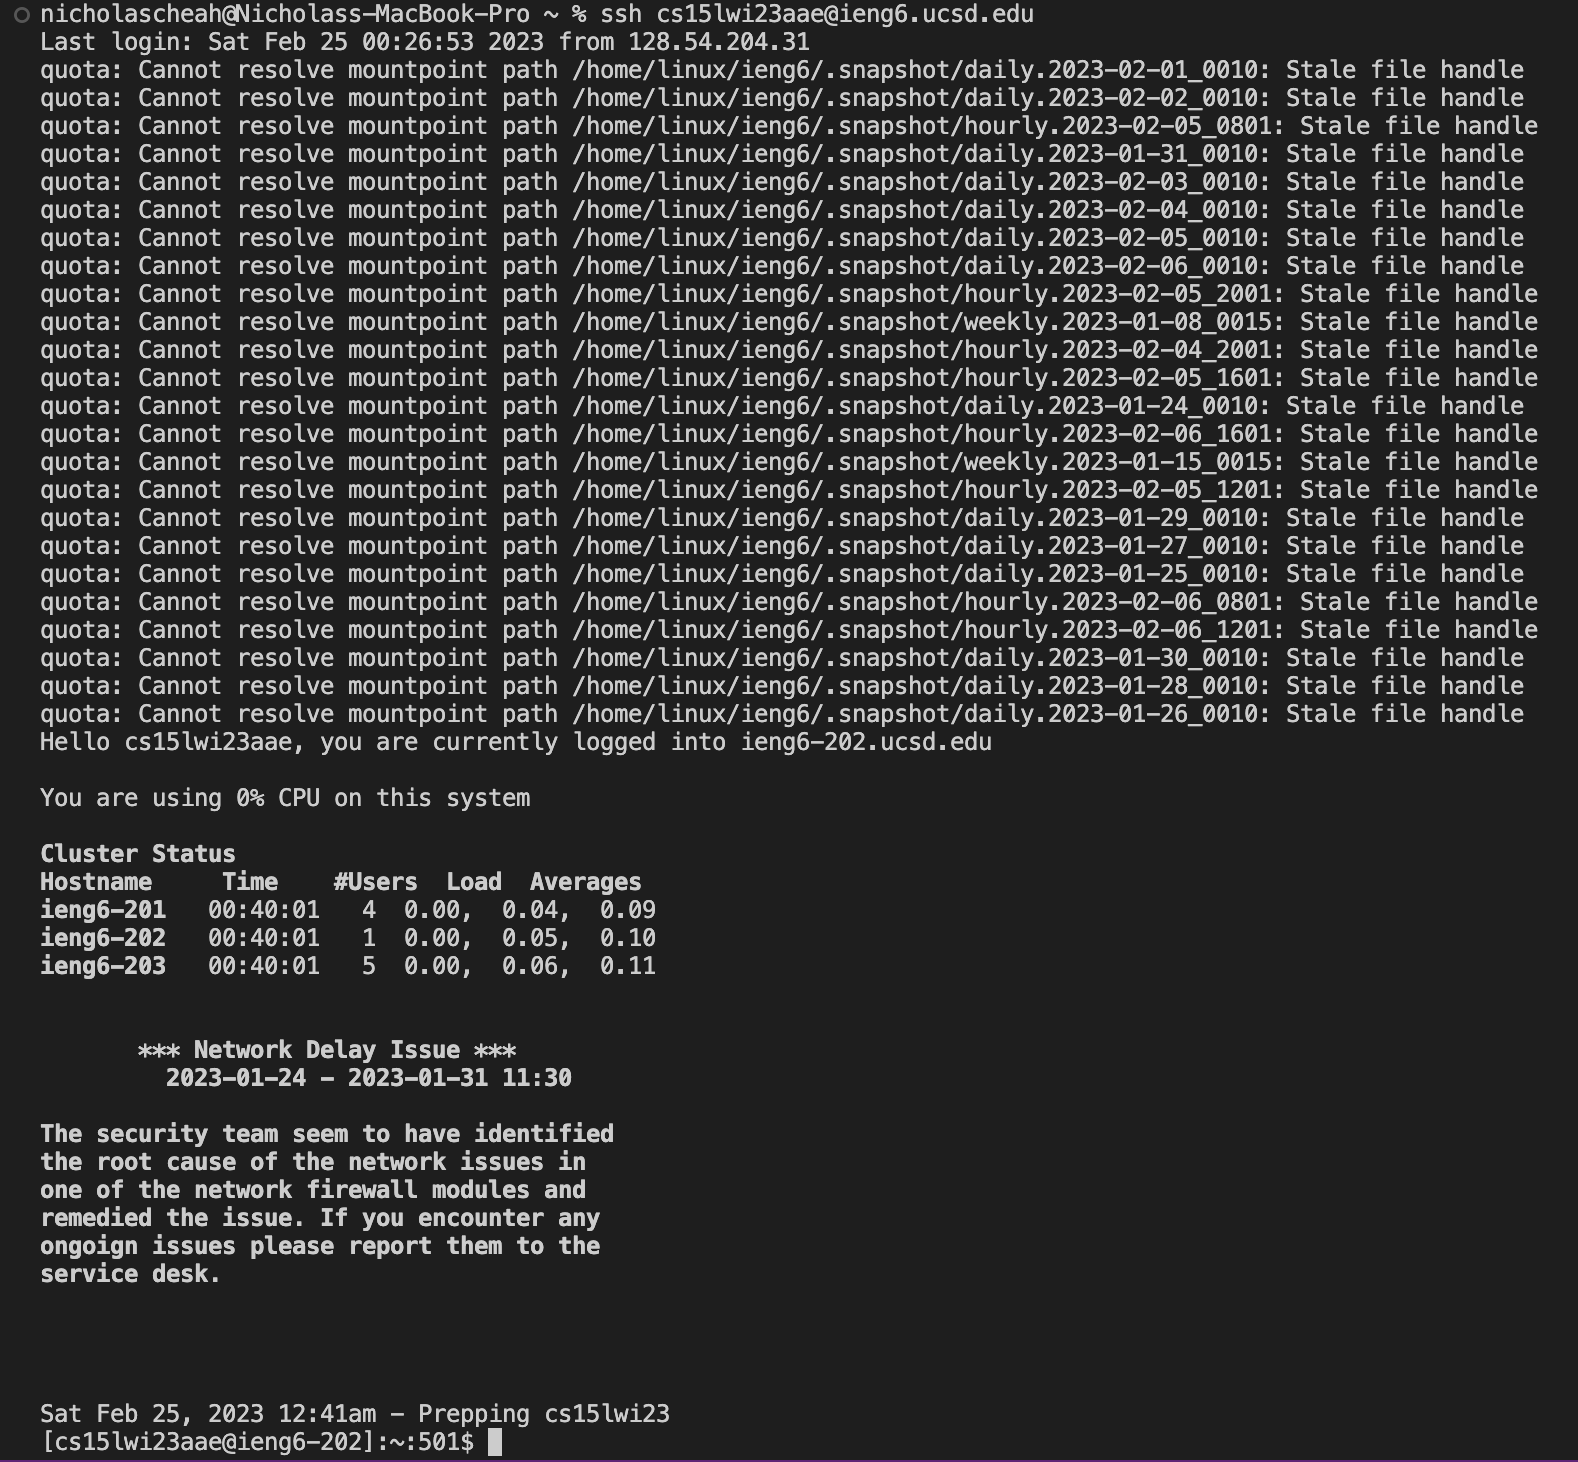 nicholascheah@Nicholass-MacBook-Pro ~ % ssh cs15lwi23aae@ieng6.ucsd.edu
Last login: Sat Feb 25 00:26:53 2023 from 128.54.204.31
quota: Cannot resolve mountpoint path /home/linux/ieng6/.snapshot/daily.2023-02-01_0010: Stale file handle
quota: Cannot resolve mountpoint path /home/linux/ieng6/.snapshot/daily.2023-02-02_0010: Stale file handle
quota: Cannot resolve mountpoint path /home/linux/ieng6/.snapshot/hourly.2023-02-05_0801: Stale file handle
quota: Cannot resolve mountpoint path /home/linux/ieng6/.snapshot/daily.2023-01-31_0010: Stale file handle
quota: Cannot resolve mountpoint path /home/linux/ieng6/.snapshot/daily.2023-02-03_0010: Stale file handle
quota: Cannot resolve mountpoint path /home/linux/ieng6/.snapshot/daily.2023-02-04_0010: Stale file handle
quota: Cannot resolve mountpoint path /home/linux/ieng6/.snapshot/daily.2023-02-05_0010: Stale file handle
quota: Cannot resolve mountpoint path /home/linux/ieng6/.snapshot/daily.2023-02-06_0010: Stale file handle
quota: Cannot resolve mountpoint path /home/linux/ieng6/.snapshot/hourly.2023-02-05_2001: Stale file handle
quota: Cannot resolve mountpoint path /home/linux/ieng6/.snapshot/weekly.2023-01-08_0015: Stale file handle
quota: Cannot resolve mountpoint path /home/linux/ieng6/.snapshot/hourly.2023-02-04_2001: Stale file handle
quota: Cannot resolve mountpoint path /home/linux/ieng6/.snapshot/hourly.2023-02-05_1601: Stale file handle
quota: Cannot resolve mountpoint path /home/linux/ieng6/.snapshot/daily.2023-01-24_0010: Stale file handle
quota: Cannot resolve mountpoint path /home/linux/ieng6/.snapshot/hourly.2023-02-06_1601: Stale file handle
quota: Cannot resolve mountpoint path /home/linux/ieng6/.snapshot/weekly.2023-01-15_0015: Stale file handle
quota: Cannot resolve mountpoint path /home/linux/ieng6/.snapshot/hourly.2023-02-05_1201: Stale file handle
quota: Cannot resolve mountpoint path /home/linux/ieng6/.snapshot/daily.2023-01-29_0010: Stale file handle
quota: Cannot resolve mountpoint path /home/linux/ieng6/.snapshot/daily.2023-01-27_0010: Stale file handle
quota: Cannot resolve mountpoint path /home/linux/ieng6/.snapshot/daily.2023-01-25_0010: Stale file handle
quota: Cannot resolve mountpoint path /home/linux/ieng6/.snapshot/hourly.2023-02-06_0801: Stale file handle
quota: Cannot resolve mountpoint path /home/linux/ieng6/.snapshot/hourly.2023-02-06_1201: Stale file handle
quota: Cannot resolve mountpoint path /home/linux/ieng6/.snapshot/daily.2023-01-30_0010: Stale file handle
quota: Cannot resolve mountpoint path /home/linux/ieng6/.snapshot/daily.2023-01-28_0010: Stale file handle
quota: Cannot resolve mountpoint path /home/linux/ieng6/.snapshot/daily.2023-01-26_0010: Stale file handle
Hello cs15lwi23aae, you are currently logged into ieng6-202.ucsd.edu
You are using 0% CPU on this system
Cluster Status
Hostname     Time    #Users  Load  Averages
ieng6-201   00:40:01   4  0.00,  0.04,  0.09
ieng6-202   00:40:01   1  0.00,  0.05,  0.10
ieng6-203   00:40:01   5  0.00,  0.06,  0.11
*** Network Delay Issue ***
2023-01-24 - 2023-01-31 11:30
The security team seem to have identified
the root cause of the network issues in
one of the network firewall modules and
remedied the issue. If you encounter any
ongoign issues please report them to the
service desk.
Sat Feb 25, 2023 12:41am - Prepping cs15lwi23
[cs15lwi23aae@ieng6-202]:~:501$